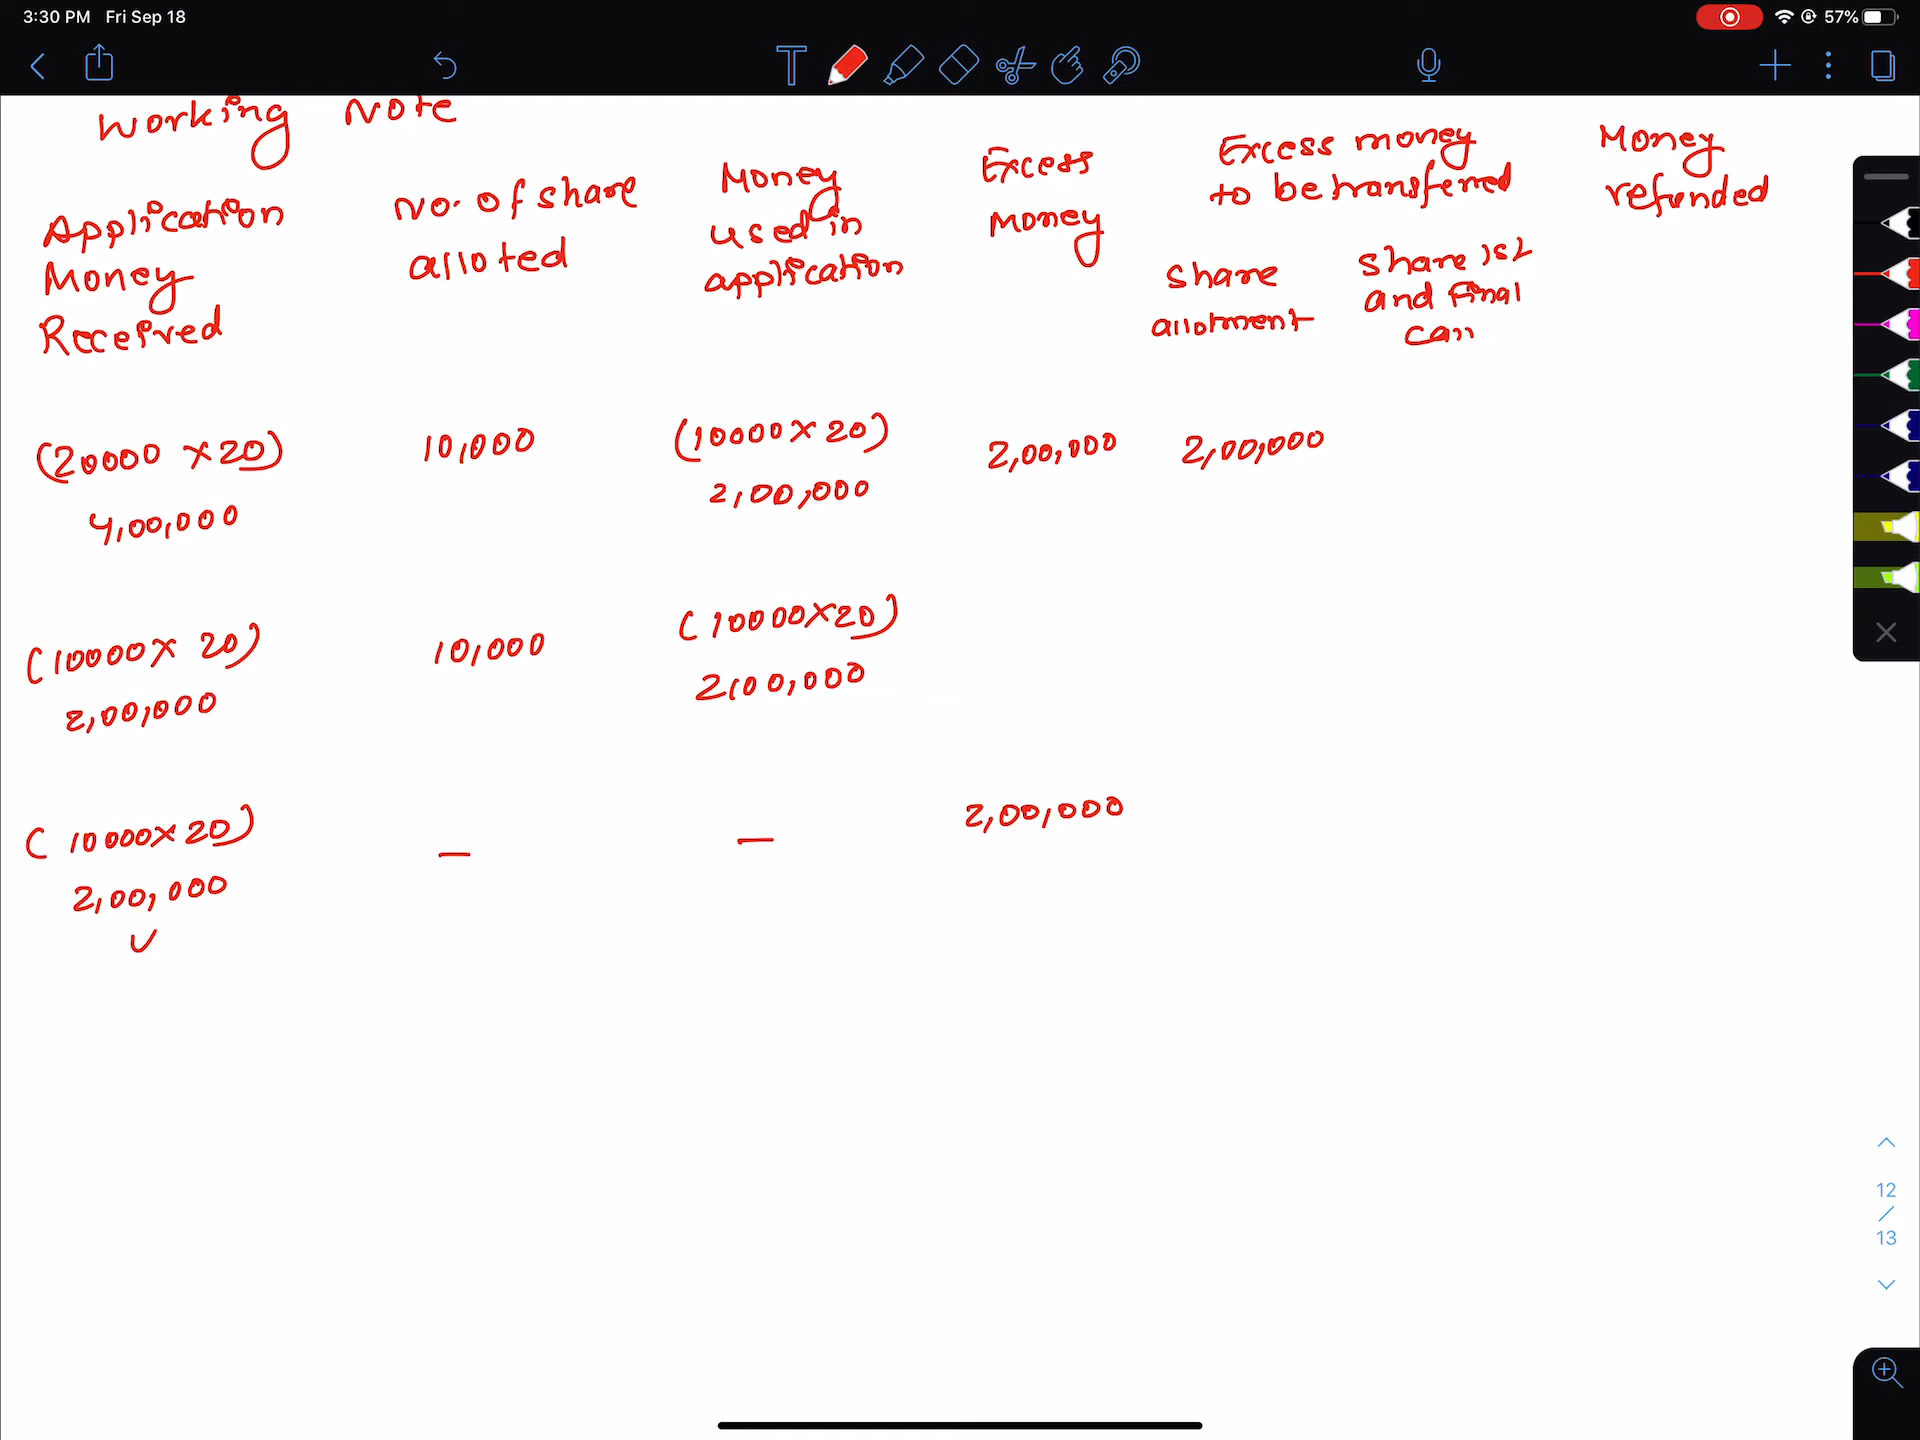 3:30 PM Fri Sep 18
57%
Working Note
Application
Money
Received
No. of share
alloted
Money
used in
application
Excess
Money
Excess money
to be transferred
Share
allotment
Share 1st
and final
call
Money
refunded
(20000 x 20)
4,00,000
10,000
(10000 x 20)
2,00,000
2,00,000
2,00,000
(10000 x 20)
2,00,000
10,000
(10000 x 20)
2,00,000
(10000 x 20)
2,00,000
—
—
2,00,000
12
/
13